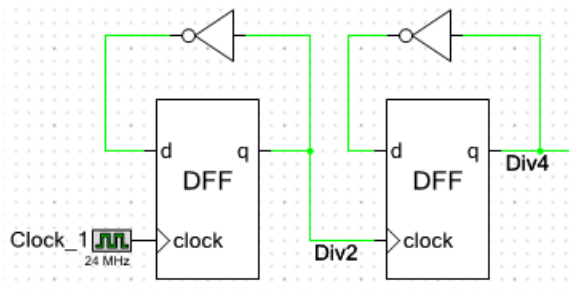 d q
DFF
Clock_1
24 MHz
clock
Div2
d q
DFF
clock
Div4